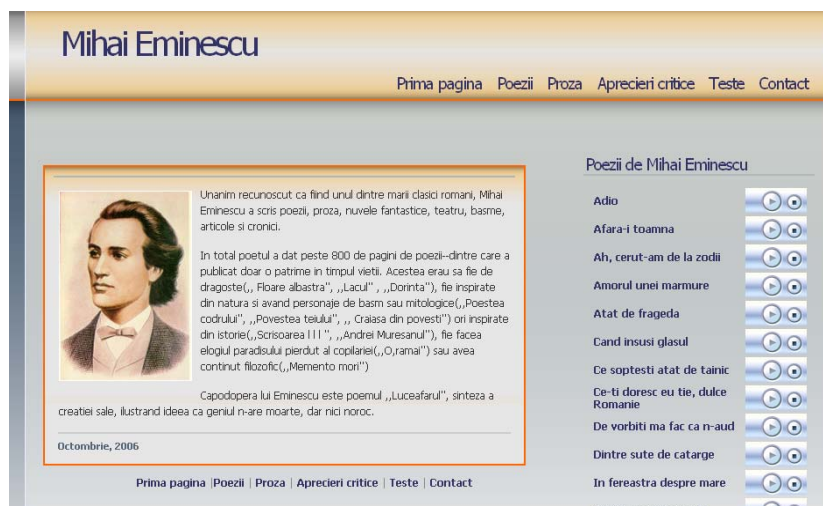 Mihai Eminescu
Prima pagina Poezii Proza Aprecieri critice Teste Contact
Unanim recunoscut ca fiind unul dintre marii clasici romani, Mihai
Eminescu a scris poezii, proza, nuvele fantastice, teatru, basme,
articole si cronici.
In total poetul a dat peste 800 de pagini de poezii--dintre care a
publicat doar o patrime in timpul vietii. Acestea erau sa fie de
dragoste(,, Floare albastra", ,,Lacul" , ,,Dorinta"), fie inspirate
din natura si avand personaje de basm sau mitologice(,,Poestea
codrului", ,,Povestea teiului", ,, Craiasa din povesti") ori inspirate
din istorie(,,Scrisoarea l l l ", ,,Andrei Muresanul"), fie facea
elogiul paradisului pierdut al copilariei(,,O,ramai") sau avea
continut filozofic(,,Memento mori")
Capodopera lui Eminescu este poemul ,,Luceafarul", sinteza a
creatiei sale, ilustrand ideea ca geniul n-are moarte, dar nici noroc.
Octombrie, 2006
Prima pagina |Poezii | Proza | Aprecieri critice | Teste | Contact
Poezii de Mihai Eminescu
Adio
Afara-i toamna
Ah, cerut-am de la zodii
Amorul unei marmure
Atat de frageda
Cand insusi glasul
Ce soptesti atat de tainic
Ce-ti doresc eu tie, dulce
Romanie
De vorbiti ma fac ca n-aud
Dintre sute de catarge
In fereastra despre mare